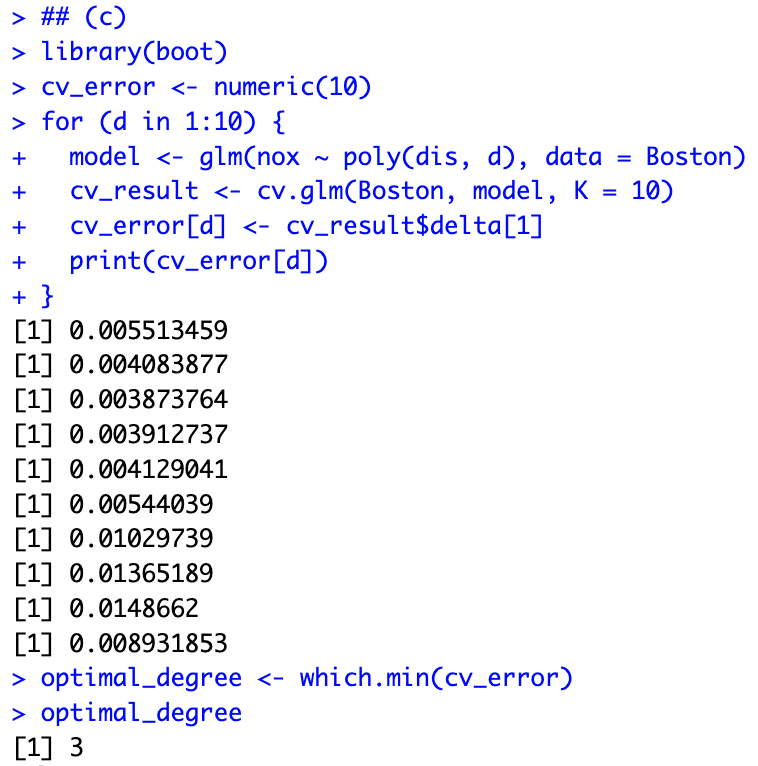 > ## (c)
> library(boot)
> cv_error <- numeric(10)
> for (d in 1:10) {
+   model <- glm(nox ~ poly(dis, d), data = Boston)
+   cv_result <- cv.glm(Boston, model, K = 10)
+   cv_error[d] <- cv_result$delta[1]
+   print(cv_error[d])
+ }
[1] 0.005513459
[1] 0.004083877
[1] 0.003873764
[1] 0.003912737
[1] 0.004129041
[1] 0.00544039
[1] 0.01029739
[1] 0.01365189
[1] 0.0148662
[1] 0.008931853
> optimal_degree <- which.min(cv_error)
> optimal_degree
[1] 3